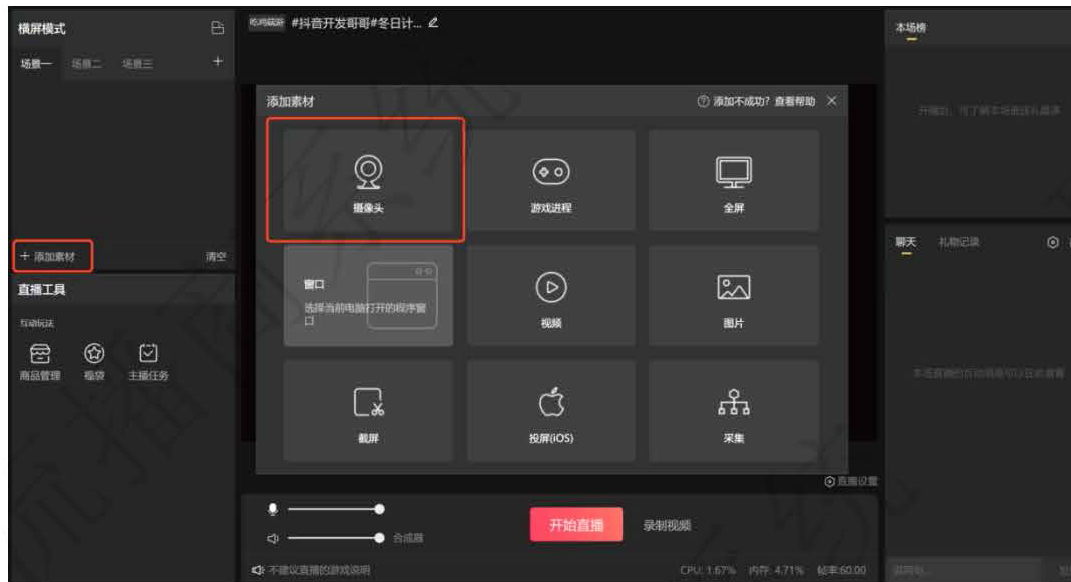 横屏模式
场景一 场景二 场景三 +
+ 添加素材 清空
直播工具
互动玩法
商品管理 福袋 主播任务
#抖音开发哥哥#冬日计...
添加素材
添加不成功? 查看帮助 ×
摄像头 游戏进程 全屏
窗口
选择当前电脑打开的程序窗
口
视频 图片
截屏 投屏(iOS) 采集
直播设置
合成器
开始直播 录制视频
不建议直播的游戏说明
CPU: 1.67% 内存: 4.71% 帧率:60.00
本场榜
聊天 礼物记录